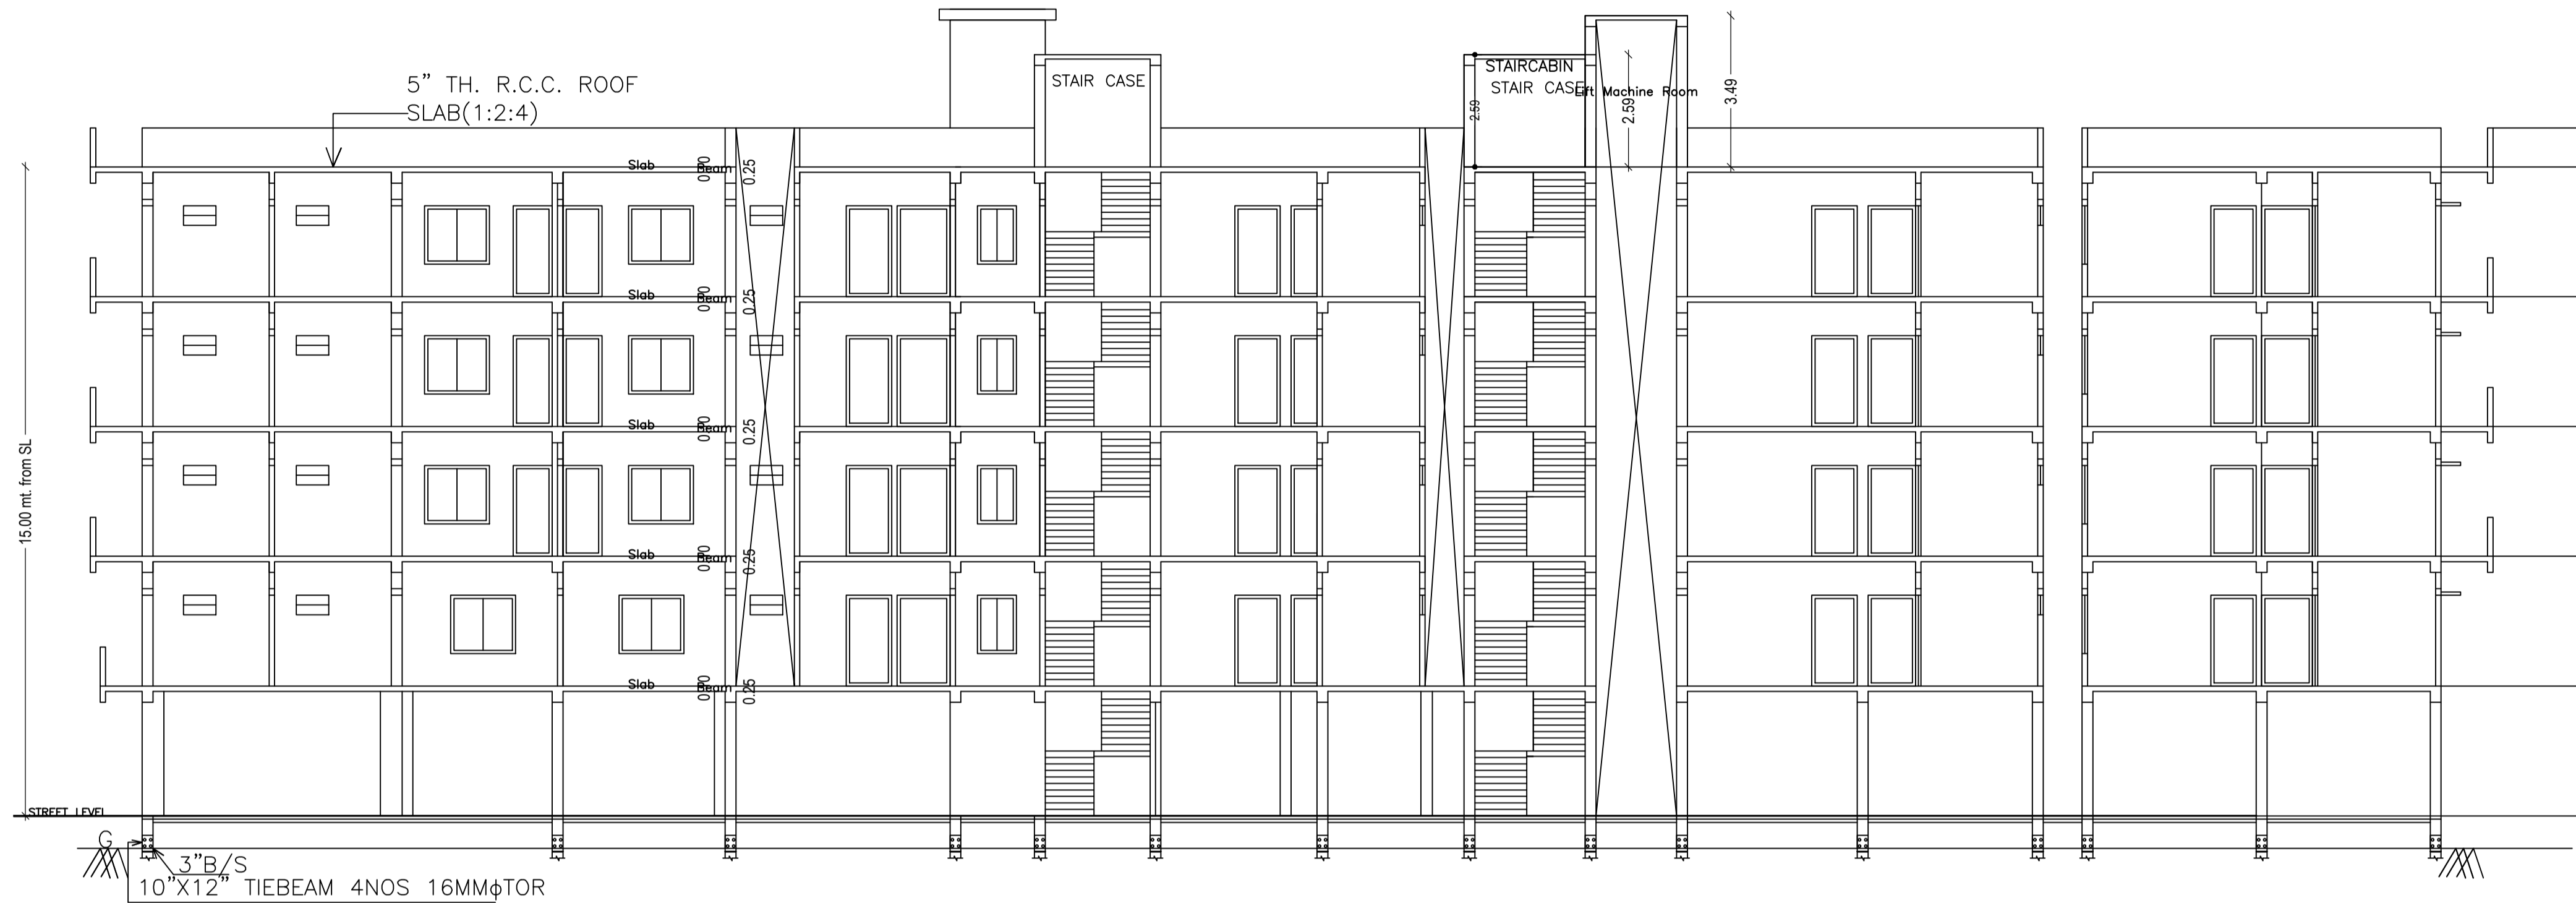 5” TH. R.C.C. ROOF
SLAB(1:2:4)
STAIR CASE
STAIRCABIN
STAIR CASE
Lift Machine Room
2.59
2.59
3.49
Slab
Beam
0.25
Slab
Beam
0.25
Slab
Beam
0.25
Slab
Beam
0.25
Slab
Beam
0.25
15.00 mt. from SL
STREET LEVEL
G
3”B/S
10”X12” TIEBEAM 4NOS 16MMϕTOR